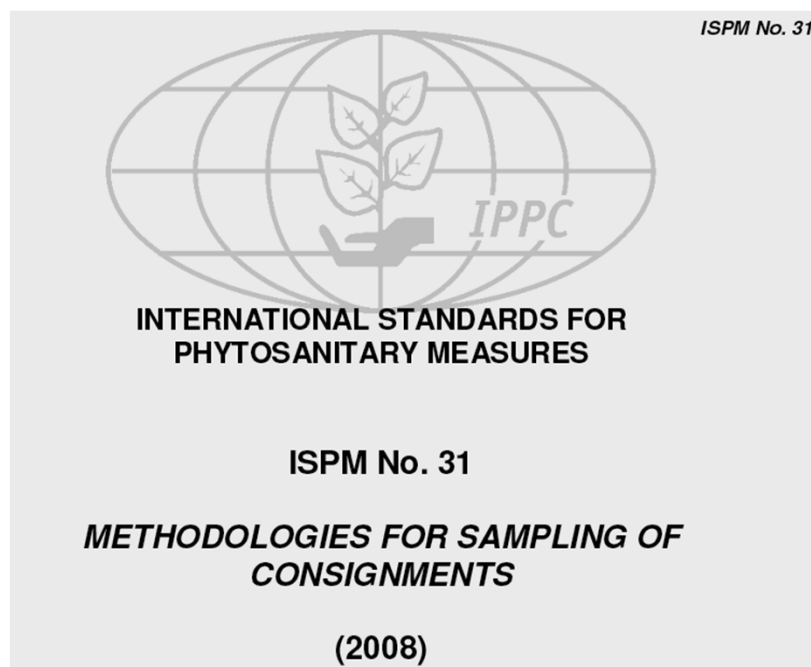 ISPM No. 31
IPPC
INTERNATIONAL STANDARDS FOR
PHYTOSANITARY MEASURES
ISPM No. 31
METHODOLOGIES FOR SAMPLING OF
CONSIGNMENTS
(2008)